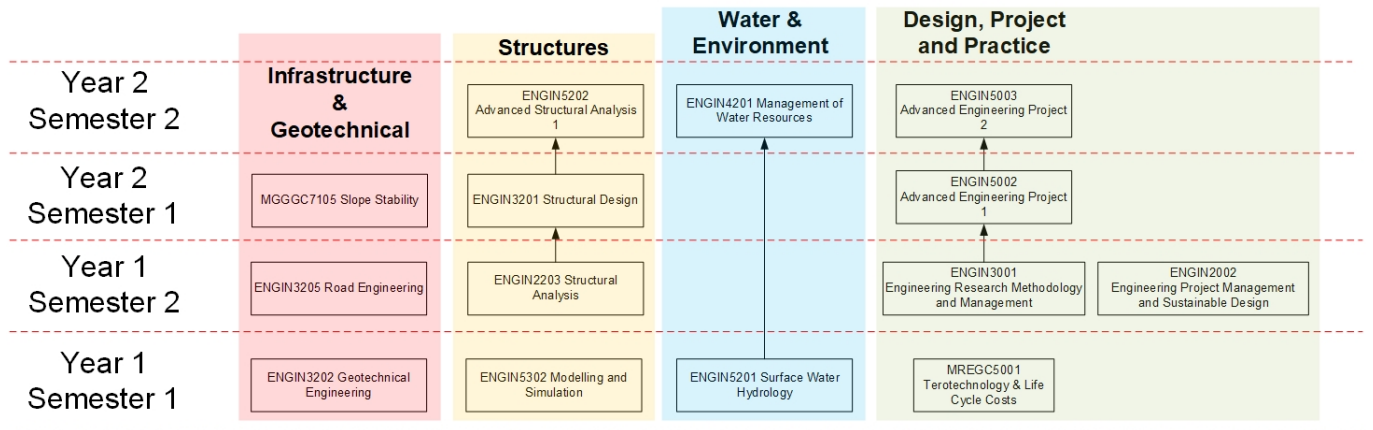 Water &
Environment
Design, Project
and Practice
Structures
Infrastructure
&
Geotechnical
Year 2
Semester 2
ENGIN5202
Advanced Structural Analysis
1
ENGIN4201 Management of
Water Resources
ENGIN5003
Advanced Engineering Project
2
Year 2
Semester 1
MGGGC7105 Slope Stability
ENGIN3201 Structural Design
ENGIN5002
Advanced Engineering Project
1
Year 1
Semester 2
ENGIN3205 Road Engineering
ENGIN2203 Structural
Analysis
ENGIN3001
Engineering Research Methodology
and Management
ENGIN2002
Engineering Project Management
and Sustainable Design
Year 1
Semester 1
ENGIN3202 Geotechnical
Engineering
ENGIN5302 Modelling and
Simulation
ENGIN5201 Surface Water
Hydrology
MREGC5001
Terotechnology & Life
Cycle Costs